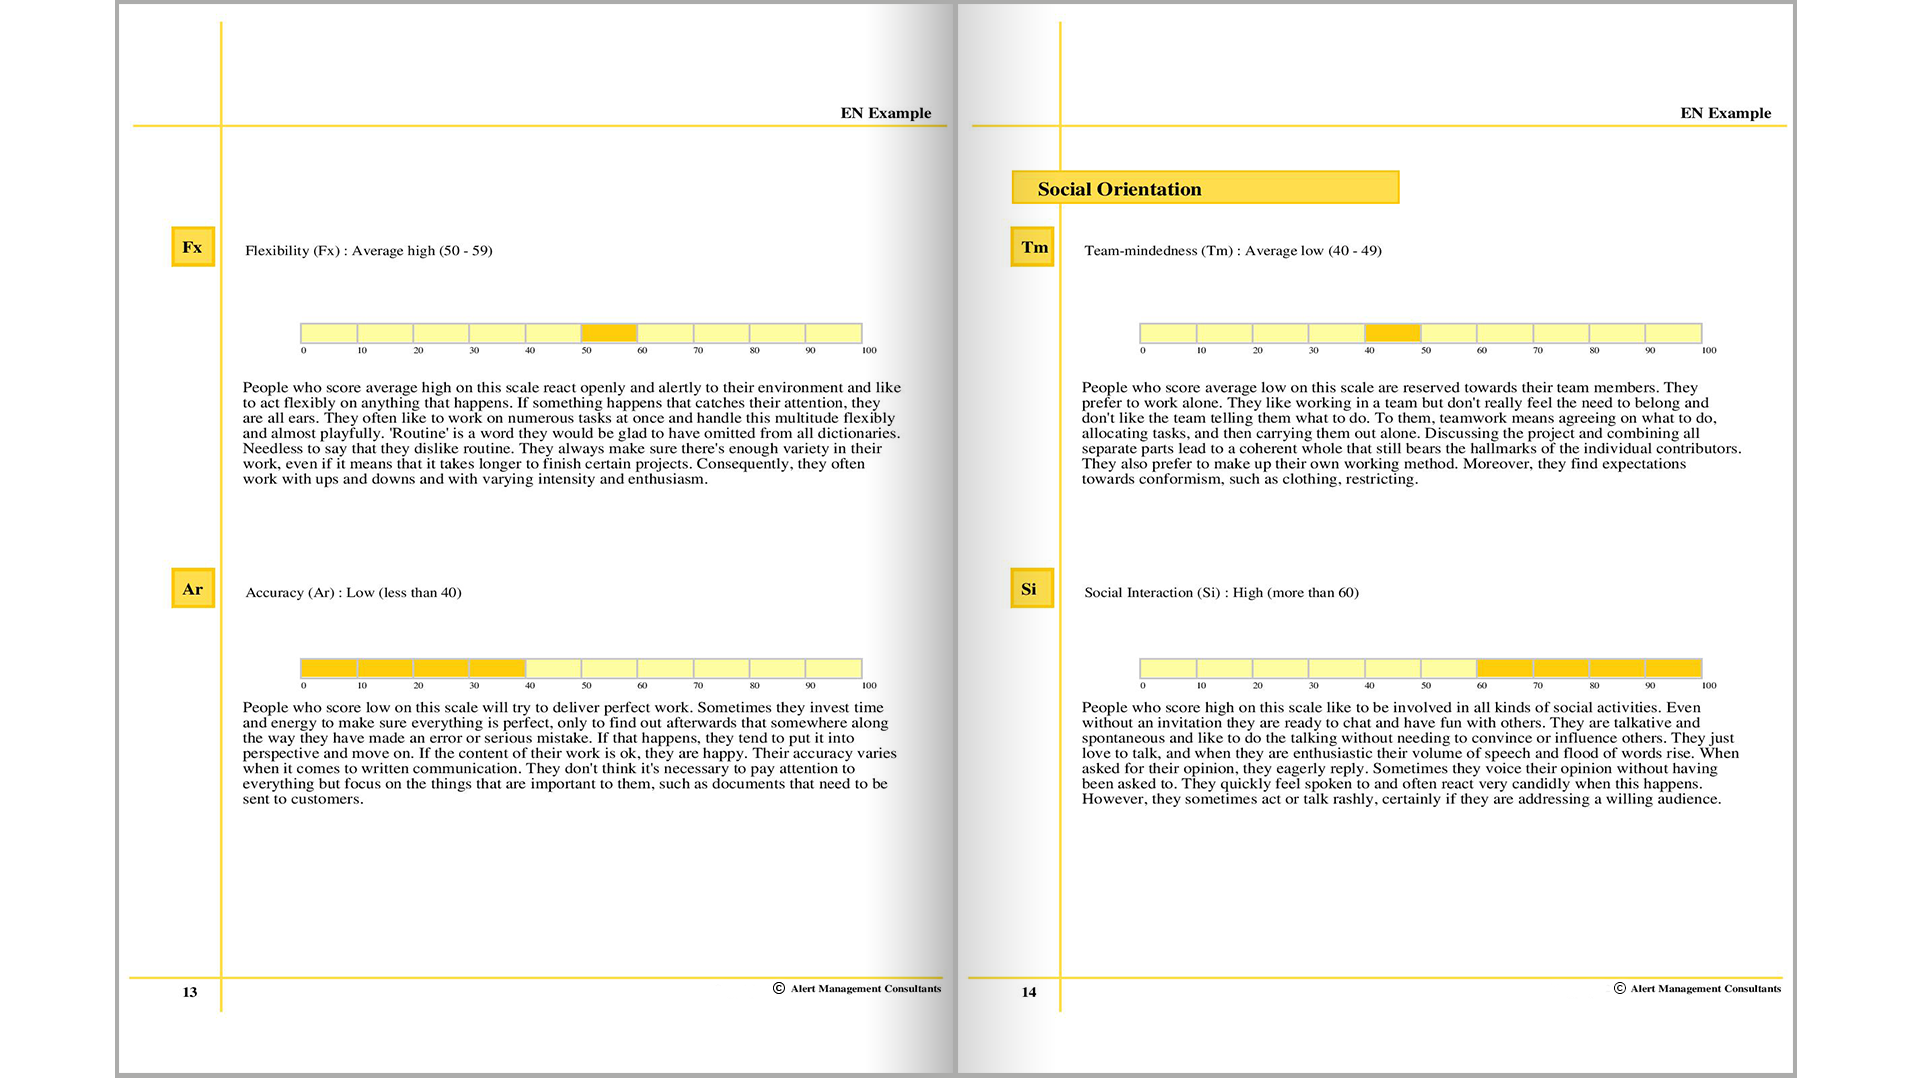 EN Example
Fx
Flexibility (Fx) : Average high (50 - 59)
0 10 20 30 40 50 60 70 80 90 100
People who score average high on this scale react openly and alertly to their environment and like
to act flexibly on anything that happens. If something happens that catches their attention, they
are all ears. They often like to work on numerous tasks at once and handle this multitude flexibly
and almost playfully. 'Routine' is a word they would be glad to have omitted from all dictionaries.
Needless to say that they dislike routine. They always make sure there's enough variety in their
work, even if it means that it takes longer to finish certain projects. Consequently, they often
work with ups and downs and with varying intensity and enthusiasm.
Ar
Accuracy (Ar) : Low (less than 40)
0 10 20 30 40 50 60 70 80 90 100
People who score low on this scale will try to deliver perfect work. Sometimes they invest time
and energy to make sure everything is perfect, only to find out afterwards that somewhere along
the way they have made an error or serious mistake. If that happens, they tend to put it into
perspective and move on. If the content of their work is ok, they are happy. Their accuracy varies
when it comes to written communication. They don't think it's necessary to pay attention to
everything but focus on the things that are important to them, such as documents that need to be
sent to customers.
13
© Alert Management Consultants
EN Example
Social Orientation
Tm
Team-mindedness (Tm) : Average low (40 - 49)
0 10 20 30 40 50 60 70 80 90 100
People who score average low on this scale are reserved towards their team members. They
prefer to work alone. They like working in a team but don't really feel the need to belong and
don't like the team telling them what to do. To them, teamwork means agreeing on what to do,
allocating tasks, and then carrying them out alone. Discussing the project and combining all
separate parts lead to a coherent whole that still bears the hallmarks of the individual contributors.
They also prefer to make up their own working method. Moreover, they find expectations
towards conformism, such as clothing, restricting.
Si
Social Interaction (Si) : High (more than 60)
0 10 20 30 40 50 60 70 80 90 100
People who score high on this scale like to be involved in all kinds of social activities. Even
without an invitation they are ready to chat and have fun with others. They are talkative and
spontaneous and like to do the talking without needing to convince or influence others. They just
love to talk, and when they are enthusiastic their volume of speech and flood of words rise. When
asked for their opinion, they eagerly reply. Sometimes they voice their opinion without having
been asked to. They quickly feel spoken to and often react very candidly when this happens.
However, they sometimes act or talk rashly, certainly if they are addressing a willing audience.
14
© Alert Management Consultants